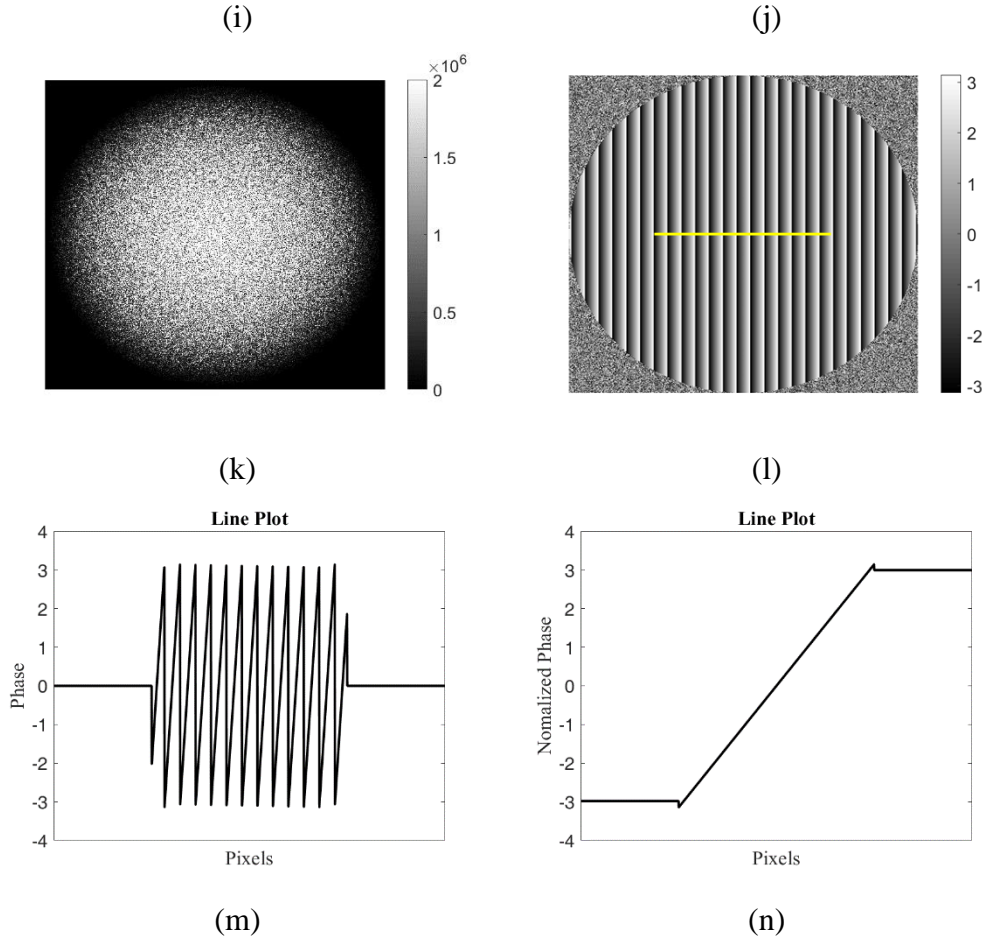 (i)
(j)
×10⁶
2
1.5
1
0.5
0
3
2
1
0
-1
-2
-3
(k)
(l)
Line Plot
4
3
2
1
0
-1
-2
-3
-4
Phase
Pixels
Line Plot
4
3
2
1
0
-1
-2
-3
-4
Nomalized Phase
Pixels
(m)
(n)